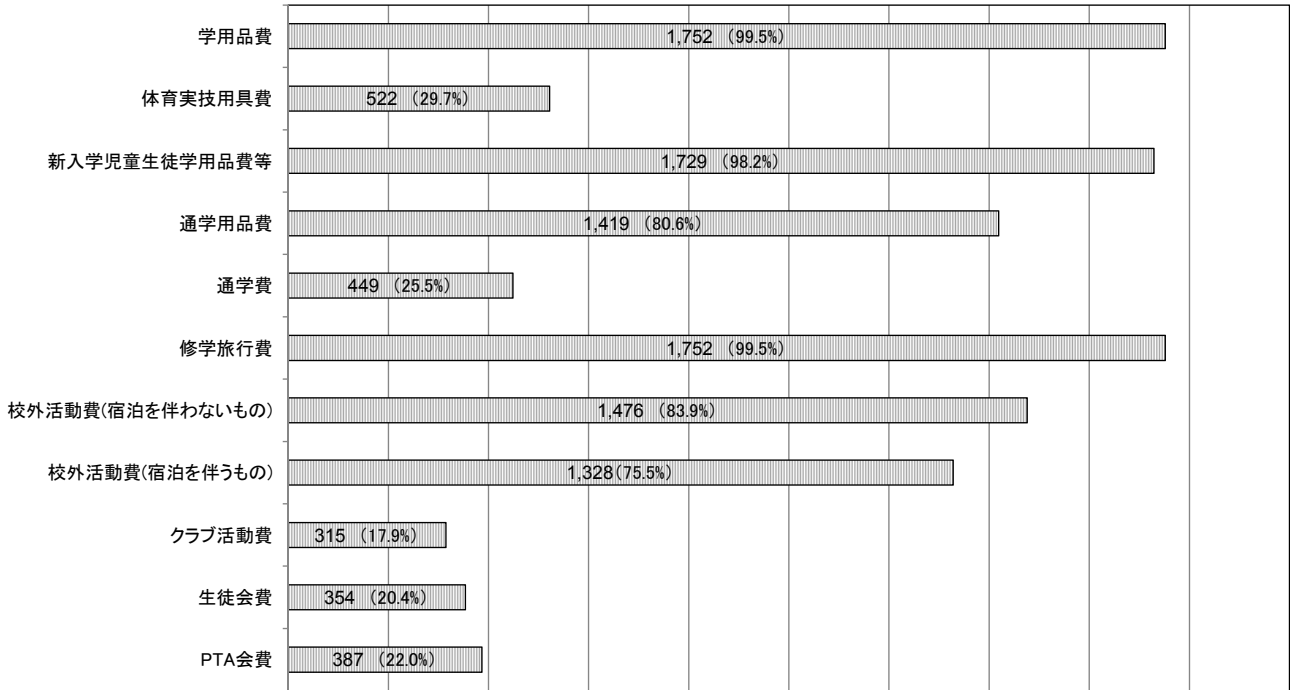 学用品費 1,752 (99.5%)
体育実技用具費 522 (29.7%)
新入学児童生徒学用品費等 1,729 (98.2%)
通学用品費 1,419 (80.6%)
通学費 449 (25.5%)
修学旅行費 1,752 (99.5%)
校外活動費(宿泊を伴わないもの) 1,476 (83.9%)
校外活動費(宿泊を伴うもの) 1,328(75.5%)
クラブ活動費 315 (17.9%)
生徒会費 354 (20.4%)
PTA会費 387 (22.0%)